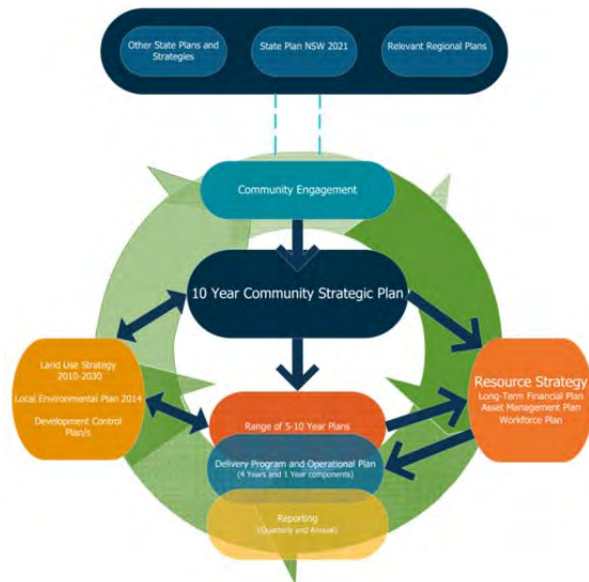 Other State Plans and
Strategies
State Plan NSW 2021
Relevant Regional Plans
Community Engagement
10 Year Community Strategic Plan
Land Use Strategy
2010-2030
Local Environmental Plan 2014
Development Control
Plan/s
Resource Strategy
Long-Term Financial Plan
Asset Management Plan
Workforce Plan
Range of 5-10 Year Plans
Delivery Program and Operational Plan
(4 Years and 1 Year components)
Reporting
(Quarterly and Annual)